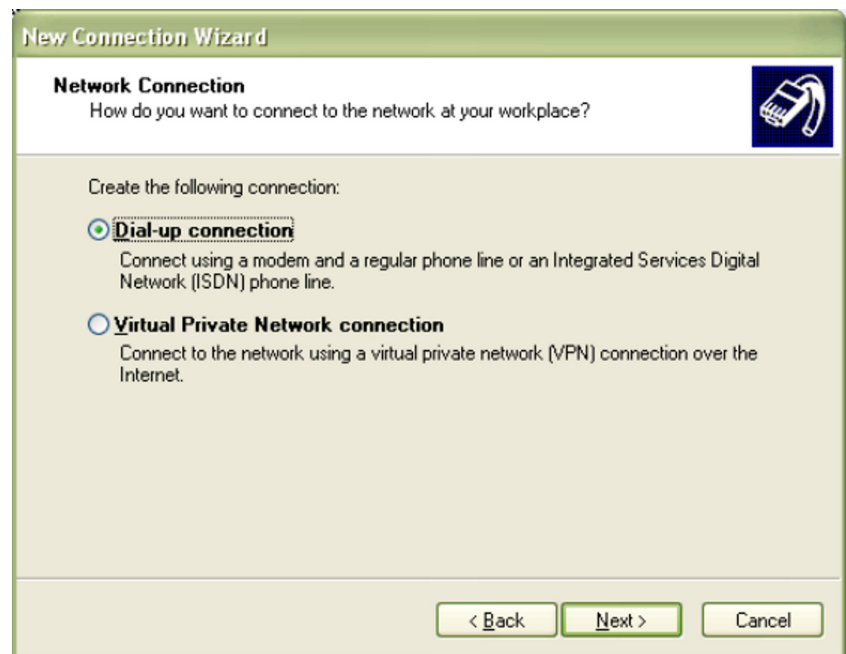 New Connection Wizard
Network Connection
How do you want to connect to the network at your workplace?
Create the following connection:
Dial-up connection
Connect using a modem and a regular phone line or an Integrated Services Digital
Network (ISDN) phone line.
Virtual Private Network connection
Connect to the network using a virtual private network (VPN) connection over the
Internet.
< Back Next > Cancel